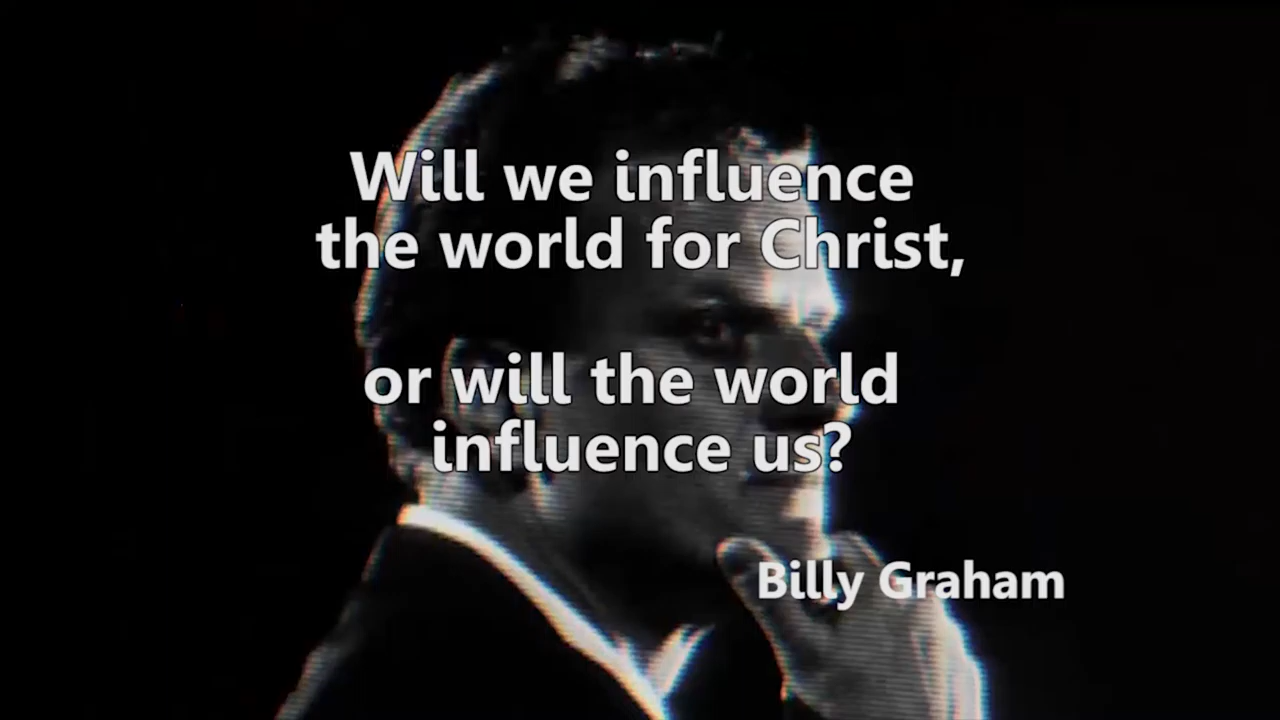 Will we influence
the world for Christ,
or will the world
influence us?
Billy Graham